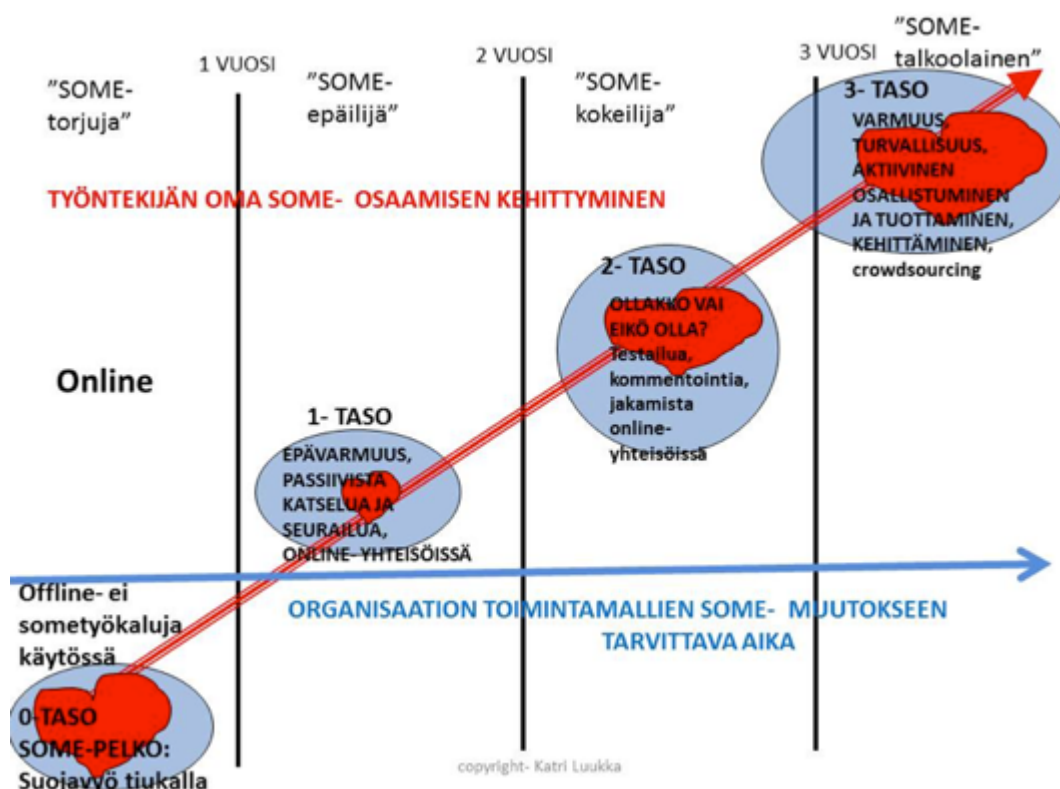 "SOME-
torjuja"
1 VUOSI
"SOME-
epäilijä"
2 VUOSI
"SOME-
kokeilija"
3 VUOSI
"SOME-
talkoolainen"
TYÖNTEKIJÄN OMA SOME- OSAAMISEN KEHITTYMINEN
3- TASO
VARMUUS,
TURVALLISUUS,
AKTIIVINEN
OSALLISTUMINEN
JA TUOTTAMINEN,
KEHITTÄMINEN,
crowdsourcing
2- TASO
OLLAKKO VAI
EIKÖ OLLA?
Testailua,
kommentointia,
jakamista
online-
yhteisöissä
Online
1- TASO
EPÄVARMUUS,
PASSIIVISTA
KATSELUA JA
SEURAILUA,
ONLINE- YHTEISÖISSÄ
Offline- ei
sometyökaluja
käytössä
ORGANISAATION TOIMINTAMALLIEN SOME- MUUTOKSEEN
TARVITTAVA AIKA
0-TASO
SOME-PELKO:
Suojavyö tiukalla
copyright- Katri Luukka